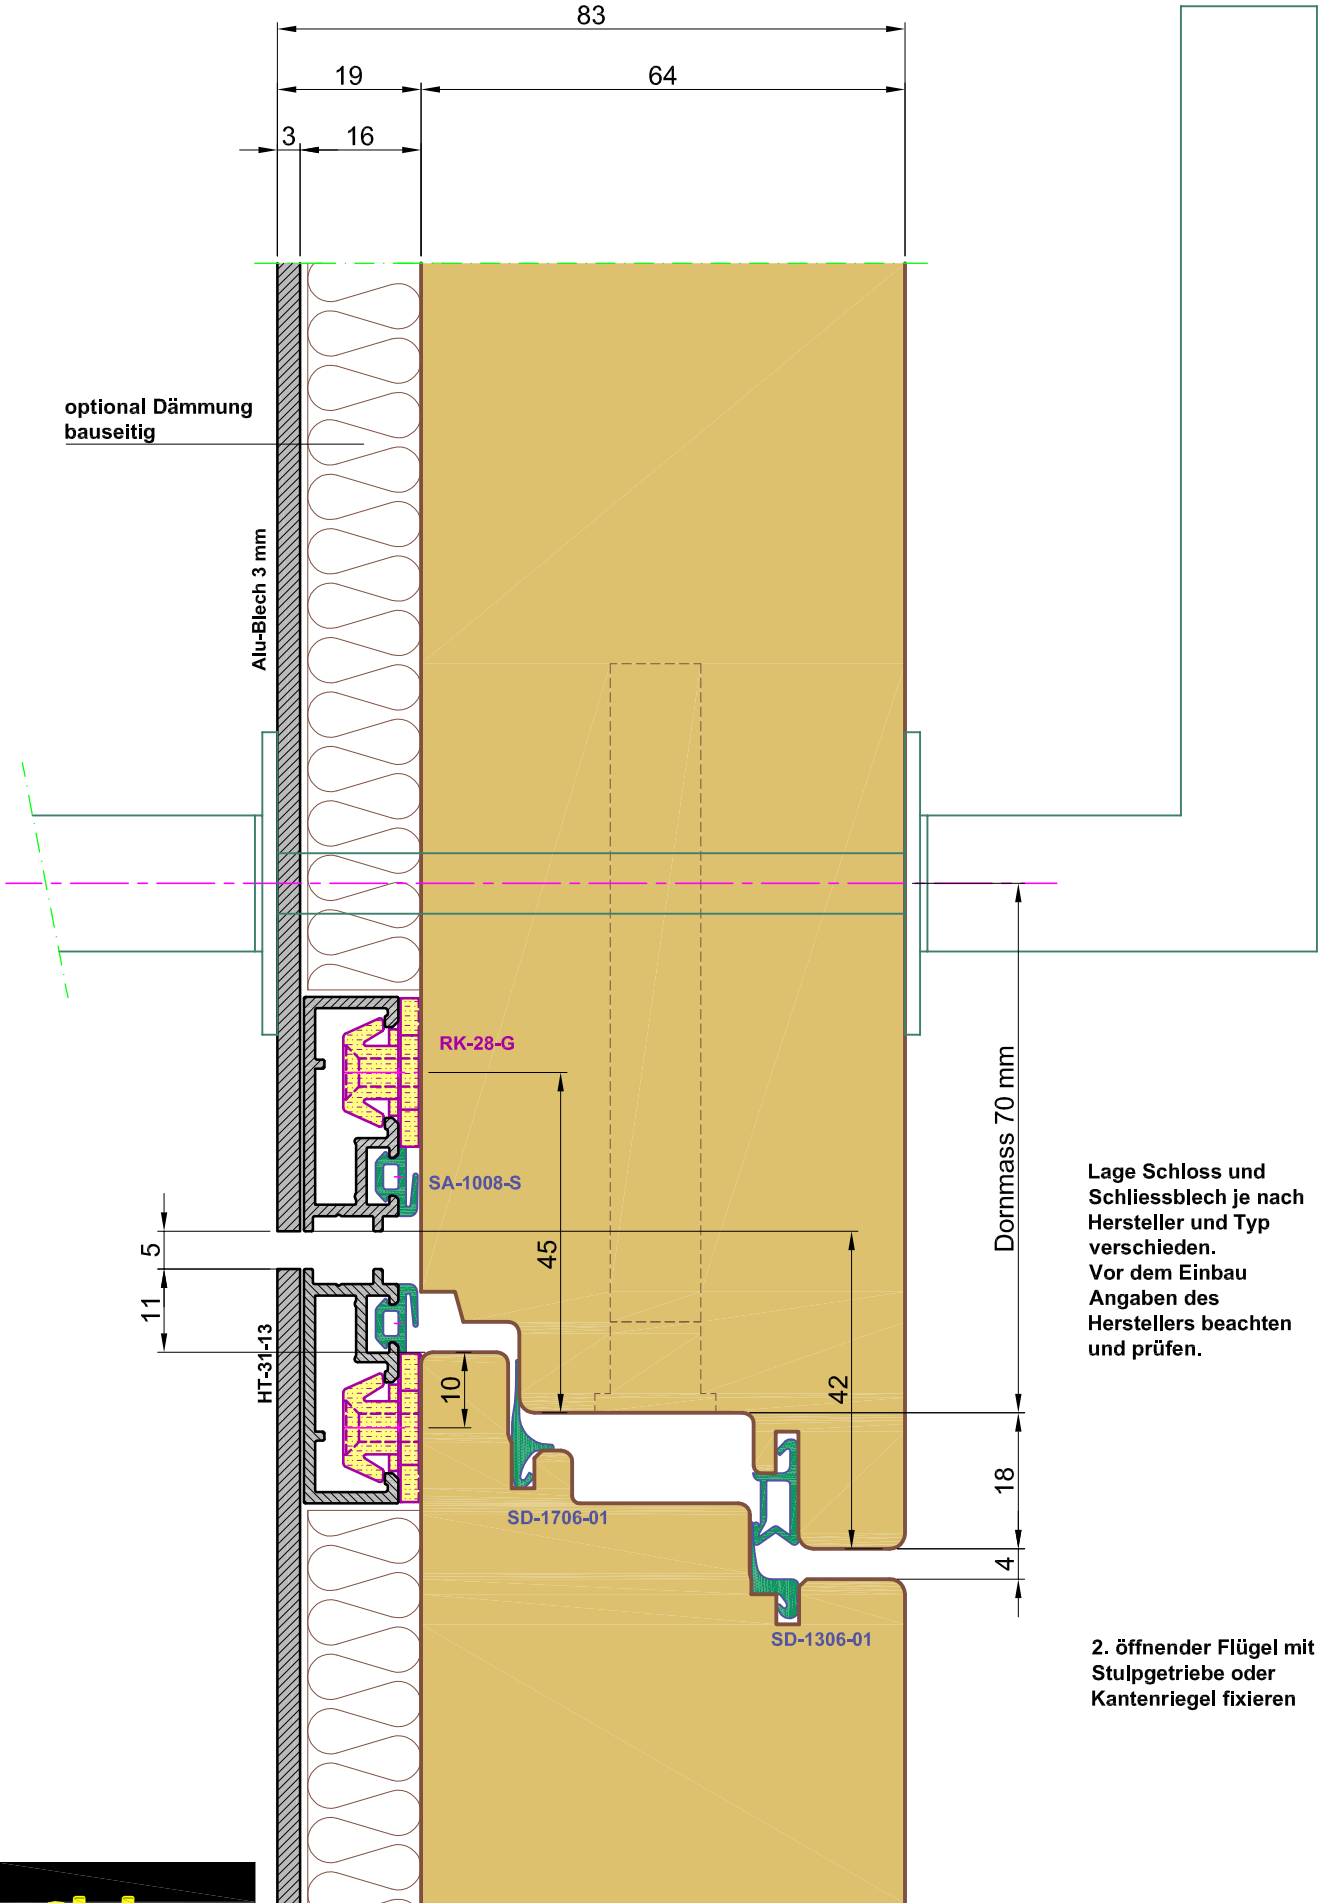 83
19
64
3
16
optional Dämmung
bauseitig
Alu-Blech 3 mm
RK-28-G
SA-1008-S
Dornmass 70 mm
Lage Schloss und
Schliessblech je nach
Hersteller und Typ
verschieden.
Vor dem Einbau
Angaben des
Herstellers beachten
und prüfen.
5
45
11
HT-31-13
10
42
18
SD-1706-01
4
SD-1306-01
2. öffnender Flügel mit
Stulpgetriebe oder
Kantenriegel fixieren